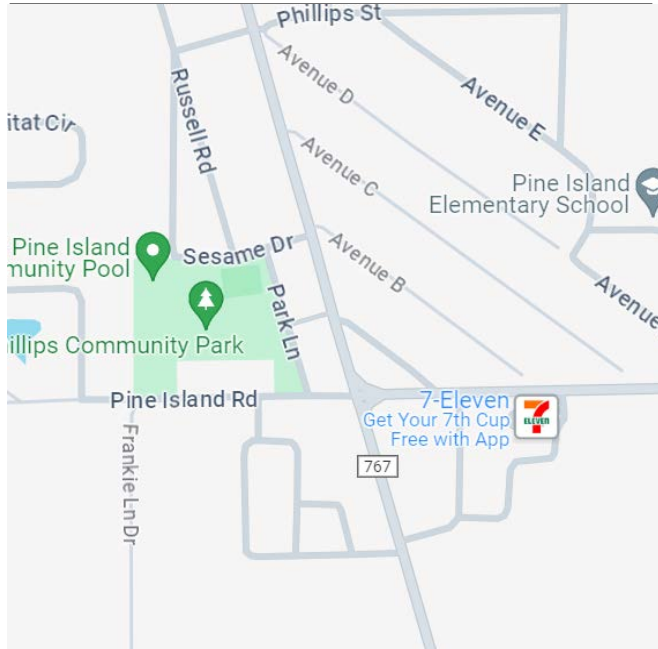 Phillips St
Avenue D
Avenue E
Russell Rd
itat Cir
Avenue C
Pine Island
Elementary School
Sesame Dr
Pine Island
munity Pool
Avenue B
Avenue
Park Ln
illips Community Park
Pine Island Rd
7-Eleven
Get Your 7th Cup
Free with App
7
ELEVEN
Frankie Ln Dr
767